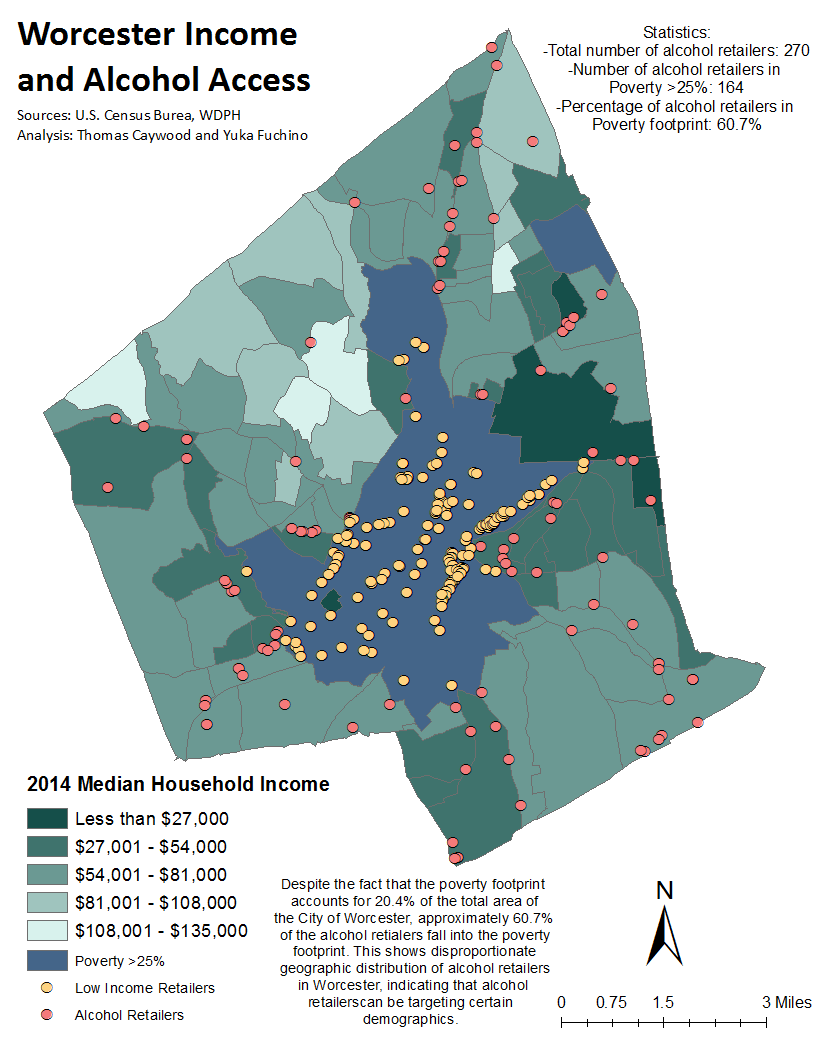 Worcester Income
and Alcohol Access
Sources: U.S. Census Burea, WDPH
Analysis: Thomas Caywood and Yuka Fuchino
Statistics:
-Total number of alcohol retailers: 270
-Number of alcohol retailers in
Poverty >25%: 164
-Percentage of alcohol retailers in
Poverty footprint: 60.7%
2014 Median Household Income
Less than $27,000
$27,001 - $54,000
$54,001 - $81,000
$81,001 - $108,000
$108,001 - $135,000
Poverty >25%
Low Income Retailers
Alcohol Retailers
Despite the fact that the poverty footprint
accounts for 20.4% of the total area of
the City of Worcester, approximately 60.7%
of the alcohol retialers fall into the poverty
footprint. This shows disproportionate
geographic distribution of alcohol retailers
in Worcester, indicating that alcohol
retailerscan be targeting certain
demographics.
N
0 0.75 1.5 3 Miles